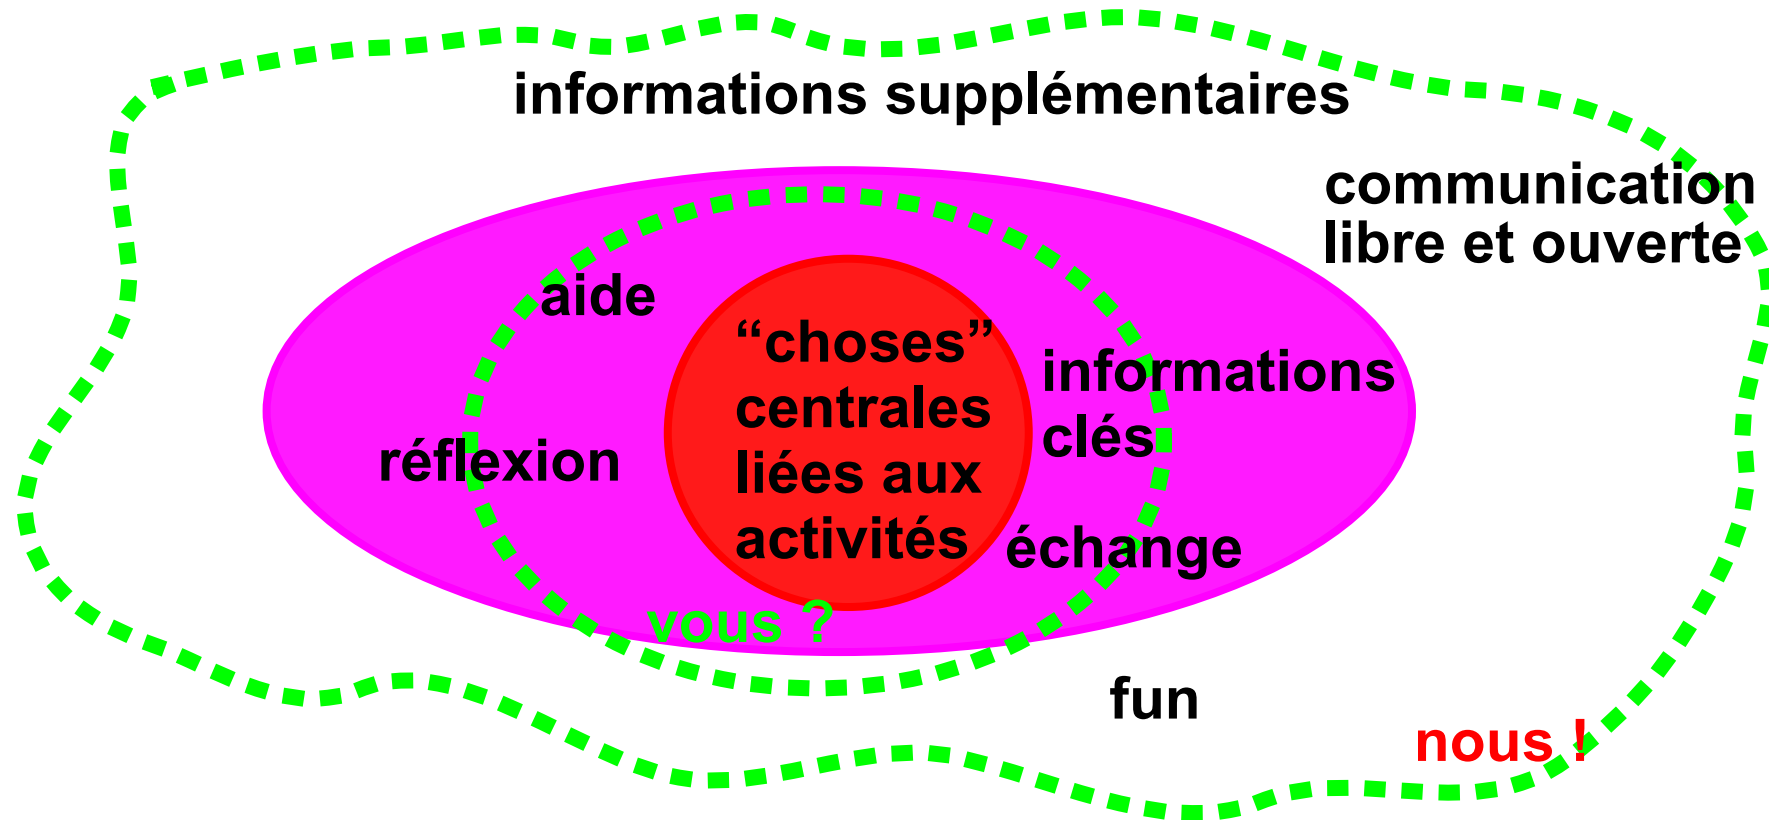 informations supplémentaires
communication
libre et ouverte
aide
“choses”
centrales
liées aux
activités
informations
clés
réflexion
échange
vous ?
fun
nous !